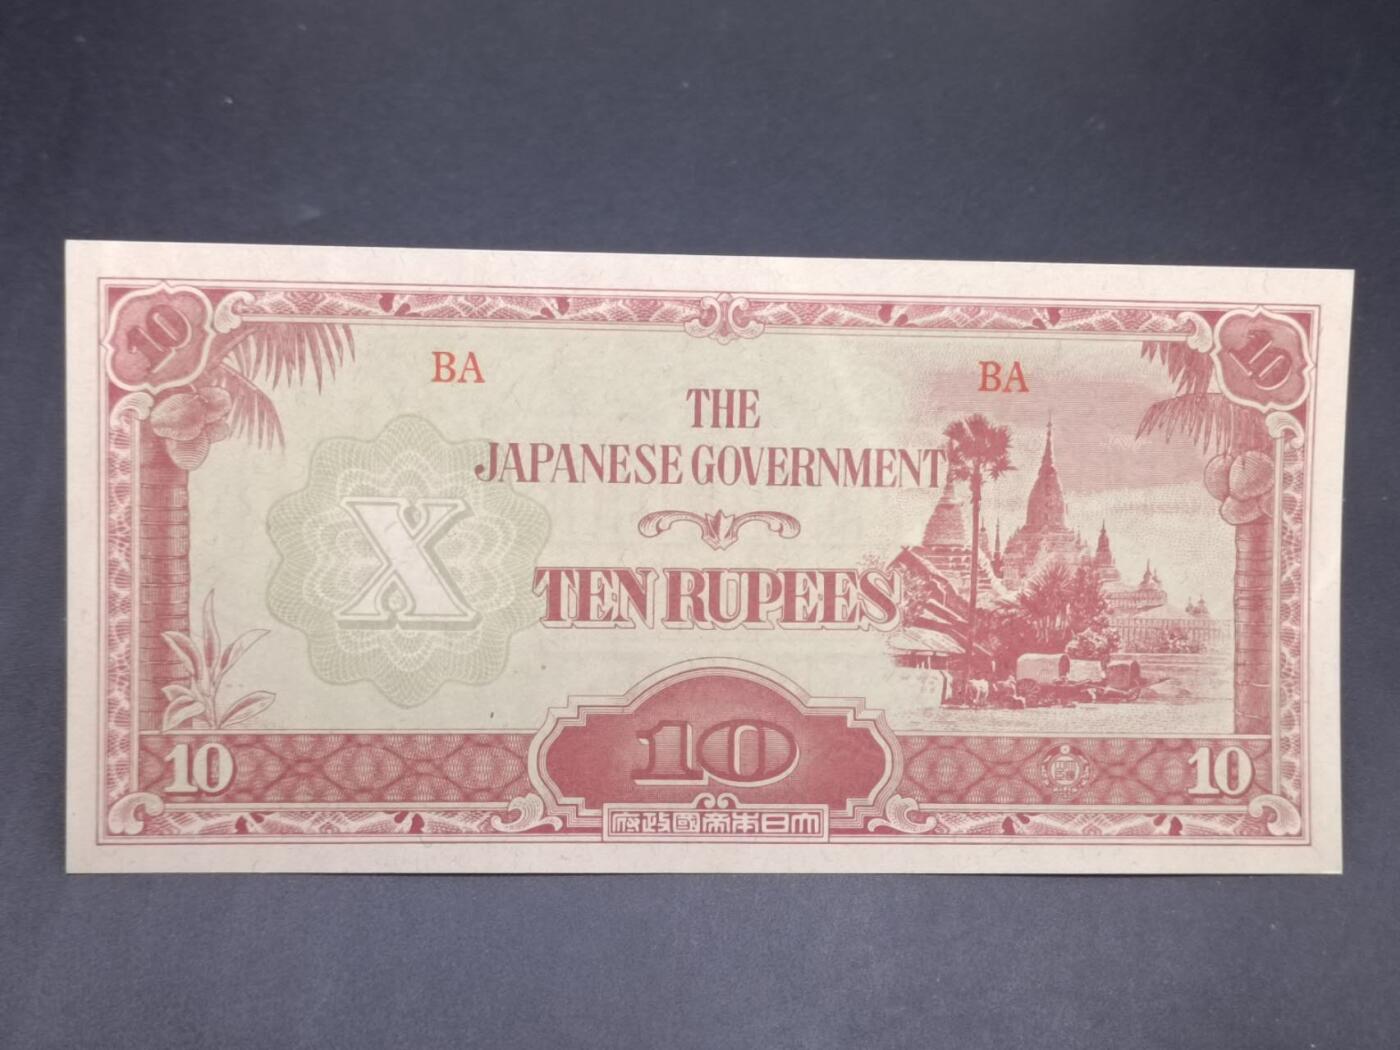 10 10
BA BA
THE
JAPANESE GOVERNMENT
X
TEN RUPEES
10 10 10
府政國帝本日大